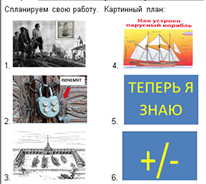 Спланируем свою работу. Картинный план:
1.
4.
Как устроен
парусный корабль
2.
ПОЧЕМУ?
5.
ТЕПЕРЬ Я
ЗНАЮ
3.
6.
+/-